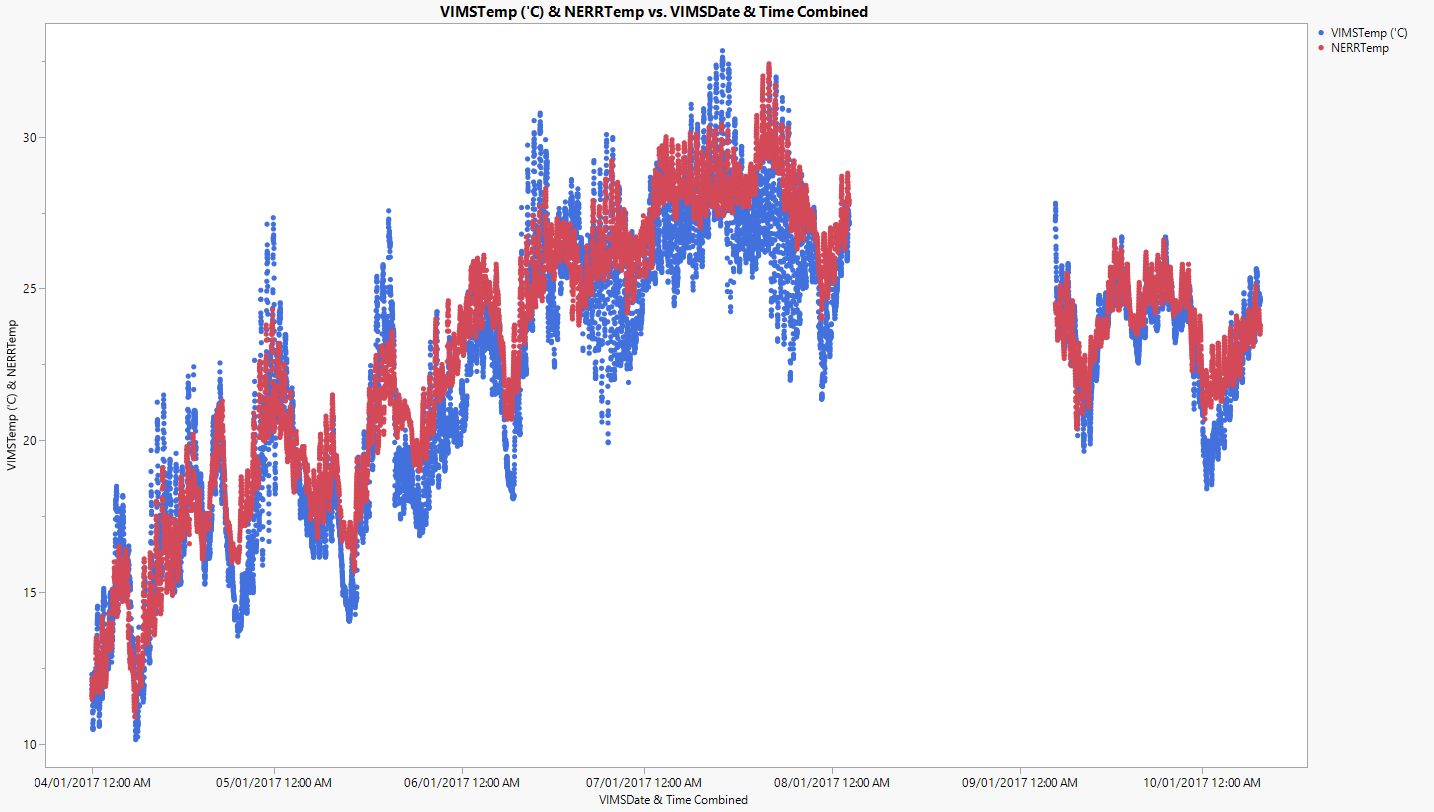 VIMSTemp ('C) & NERRTemp vs. VIMSDate & Time Combined
VIMSTemp ('C)
NERRTemp
VIMSTemp ('C) & NERRTemp
30
25
20
15
10
04/01/2017 12:00 AM
05/01/2017 12:00 AM
06/01/2017 12:00 AM
07/01/2017 12:00 AM
08/01/2017 12:00 AM
09/01/2017 12:00 AM
10/01/2017 12:00 AM
VIMSDate & Time Combined